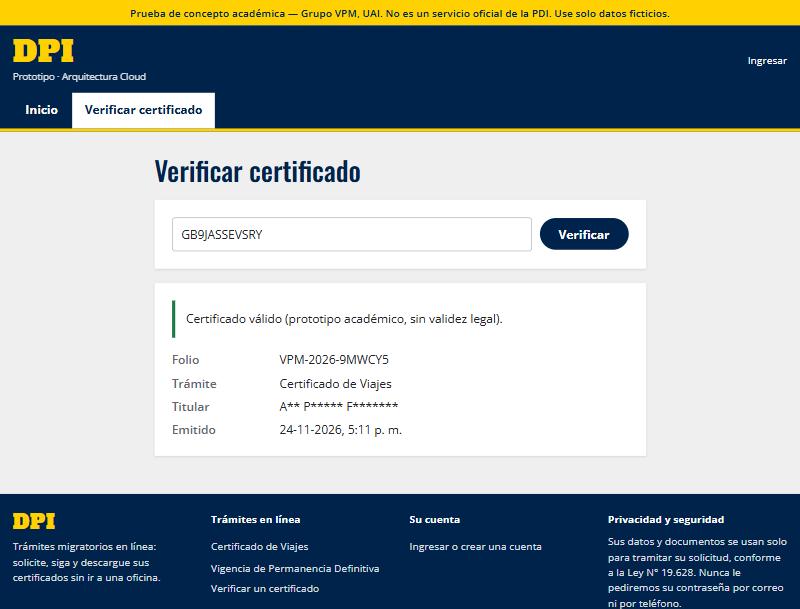 Prueba de concepto académica — Grupo VPM, UAI. No es un servicio oficial de la PDI. Use solo datos ficticios.
DPI
Prototipo · Arquitectura Cloud
Ingresar
Inicio
Verificar certificado
Verificar certificado
GB9JASSEVSRY
Verificar
Certificado válido (prototipo académico, sin validez legal).
Folio VPM-2026-9MWCY5
Trámite Certificado de Viajes
Titular A** P***** F*******
Emitido 24-11-2026, 5:11 p. m.
DPI
Trámites migratorios en línea:
solicite, siga y descargue sus
certificados sin ir a una oficina.
Trámites en línea
Certificado de Viajes
Vigencia de Permanencia Definitiva
Verificar un certificado
Su cuenta
Ingresar o crear una cuenta
Privacidad y seguridad
Sus datos y documentos se usan solo
para tramitar su solicitud, conforme
a la Ley N° 19.628. Nunca le
pediremos su contraseña por correo
ni por teléfono.